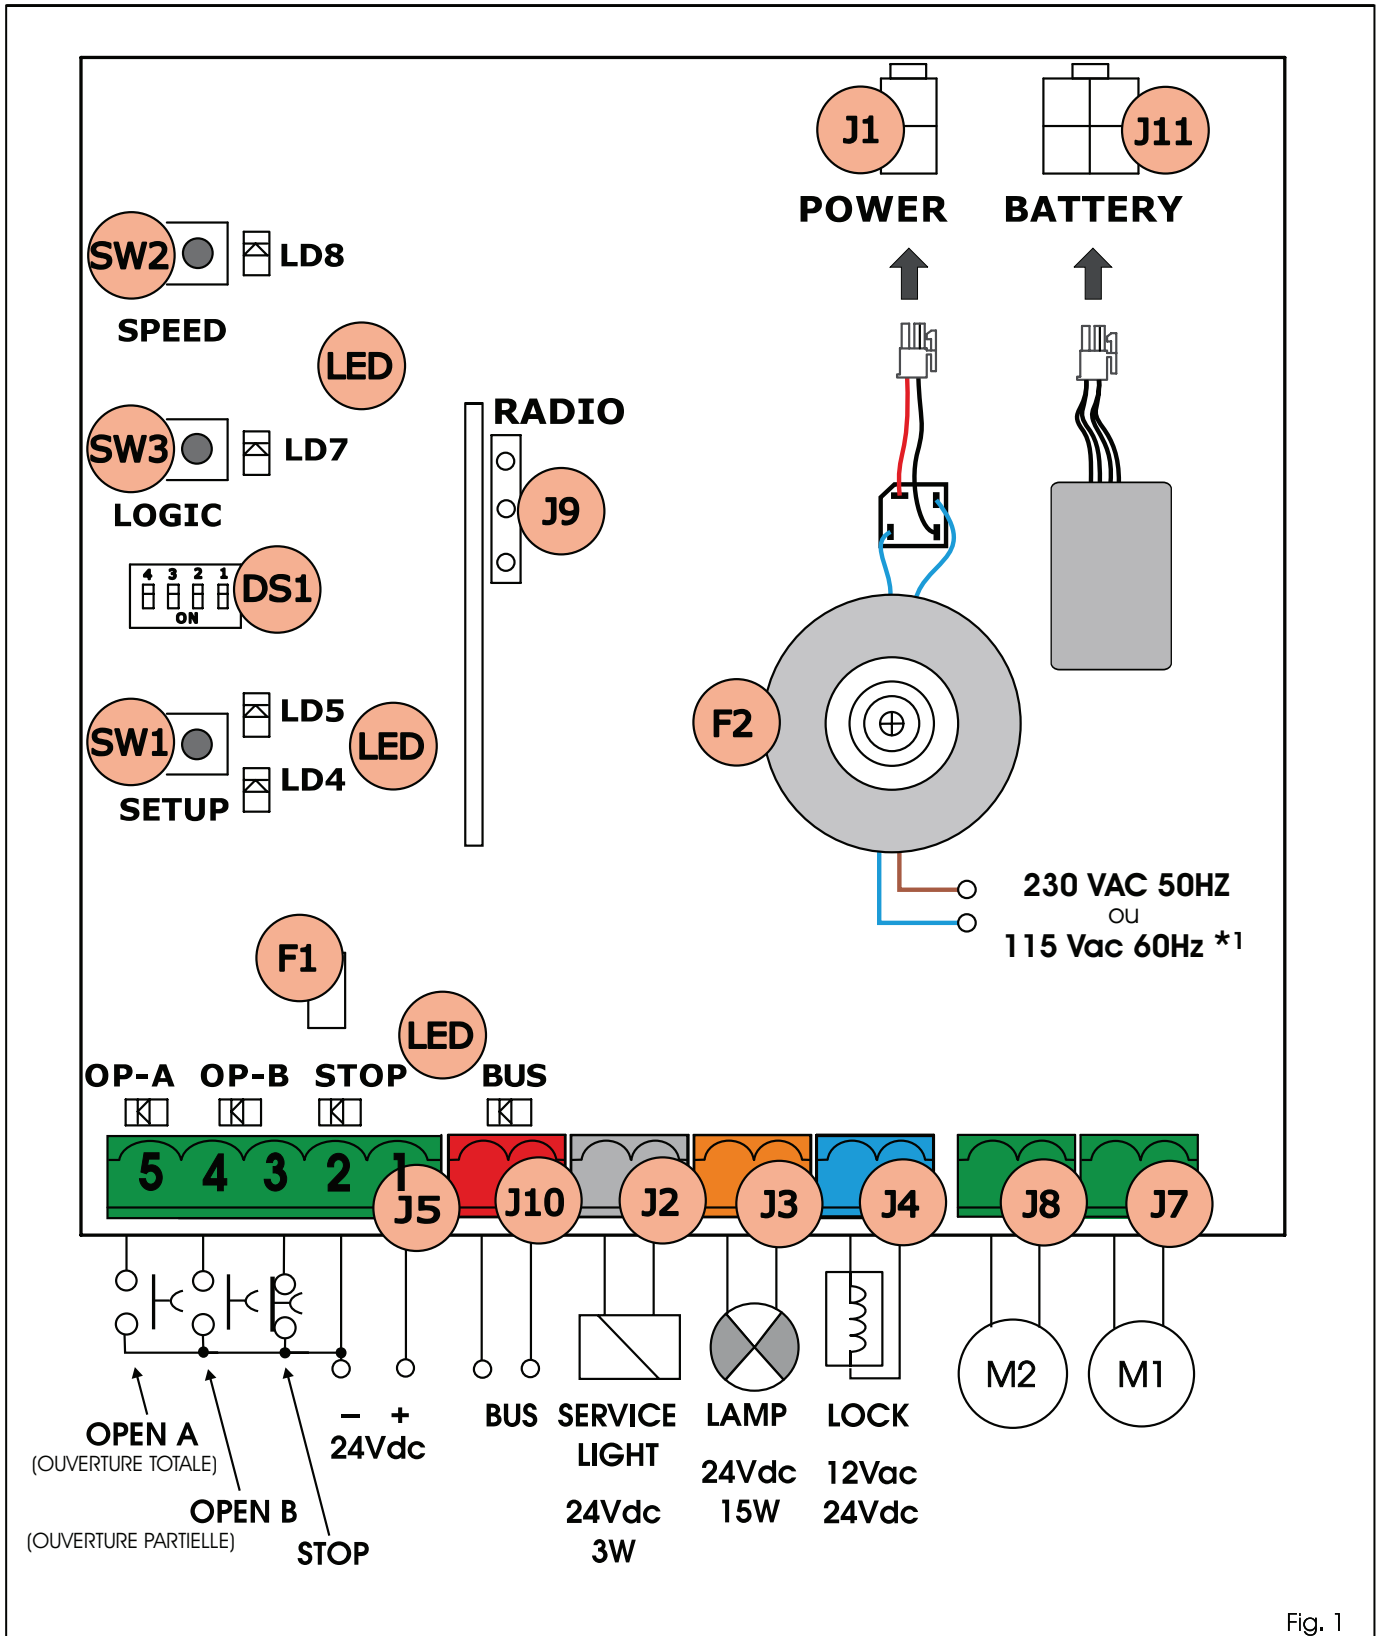 J1
J11
POWER
BATTERY
SW2
LD8
SPEED
LED
RADIO
SW3
LD7
LOGIC
J9
4 3 2 1
ON
DS1
LD5
SW1
LED
LD4
SETUP
F2
230 VAC 50HZ
ou
115 Vac 60Hz *1
F1
LED
OP-A OP-B STOP BUS
5 4 3 2 1
J5
J10
J2
J3
J4
J8
J7
M2
M1
OPEN A
(OUVERTURE TOTALE)
OPEN B
(OUVERTURE PARTIELLE)
STOP
– +
24Vdc
BUS
SERVICE
LIGHT
24Vdc
3W
LAMP
24Vdc
15W
LOCK
12Vac
24Vdc
Fig. 1